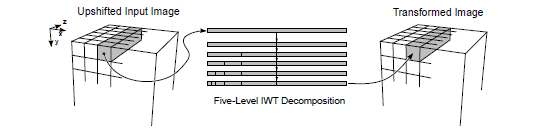 Upshifted Input Image
Transformed Image
z
x
y
Five-Level IWT Decomposition